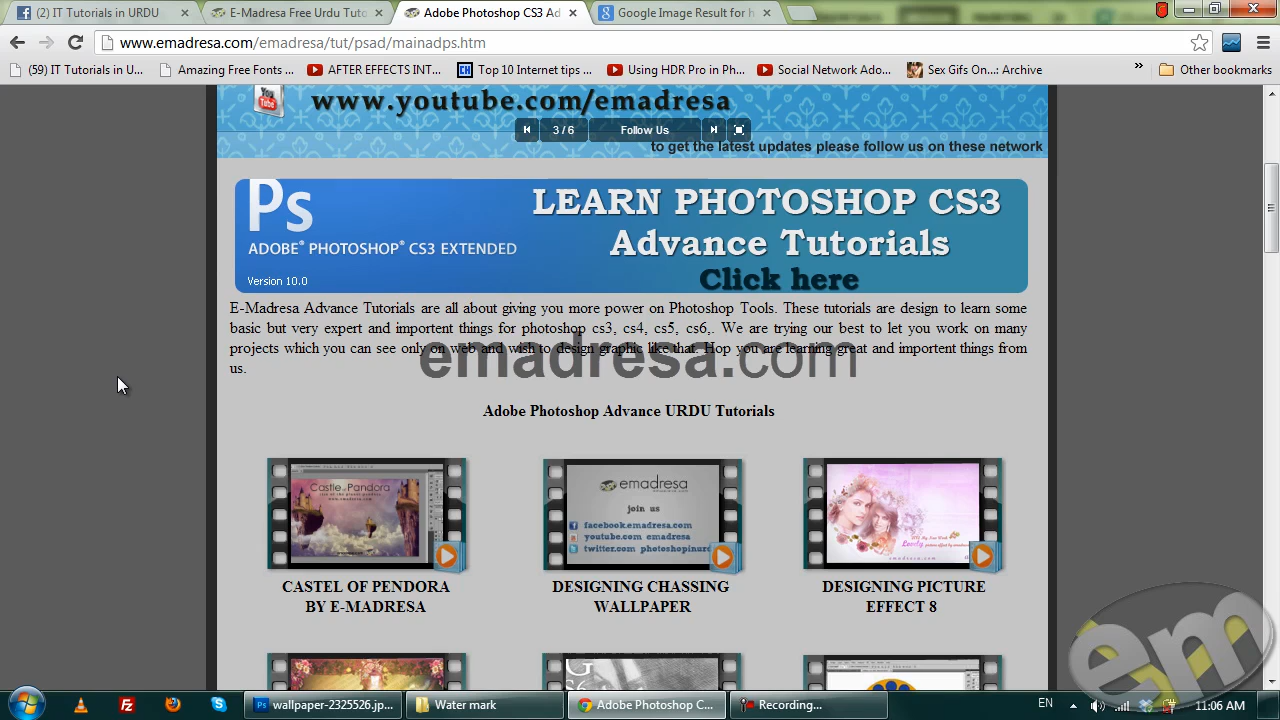 (2) IT Tutorials in URDU
E-Madresa Free Urdu Tuto
Adobe Photoshop CS3 Ad
Google Image Result for h
www.emadresa.com/emadresa/tut/psad/mainadps.htm
(59) IT Tutorials in U...
Amazing Free Fonts ...
AFTER EFFECTS INT...
Top 10 Internet tips ...
Using HDR Pro in Ph...
Social Network Ado...
Sex Gifs On...: Archive
Other bookmarks
You Tube
www.youtube.com/emadresa
3 / 6
Follow Us
to get the latest updates please follow us on these network
Ps
ADOBE® PHOTOSHOP® CS3 EXTENDED
Version 10.0
LEARN PHOTOSHOP CS3
Advance Tutorials
Click here
E-Madresa Advance Tutorials are all about giving you more power on Photoshop Tools. These tutorials are design to learn some
basic but very expert and importent things for photoshop cs3, cs4, cs5, cs6,. We are trying our best to let you work on many
projects which you can see only on web and wish to design graphic like that. Hop you are learning great and importent things from
us.
emadresa.com
Adobe Photoshop Advance URDU Tutorials
Castle of Pandora
emadresa
join us
facebook.emadresa.com
youtube.com emadresa
twitter.com photoshopinurd
CASTEL OF PENDORA
BY E-MADRESA
DESIGNING CHASSING
WALLPAPER
DESIGNING PICTURE
EFFECT 8
em
wallpaper-2325526.jp...
Water mark
Adobe Photoshop C...
Recording...
EN
11:06 AM